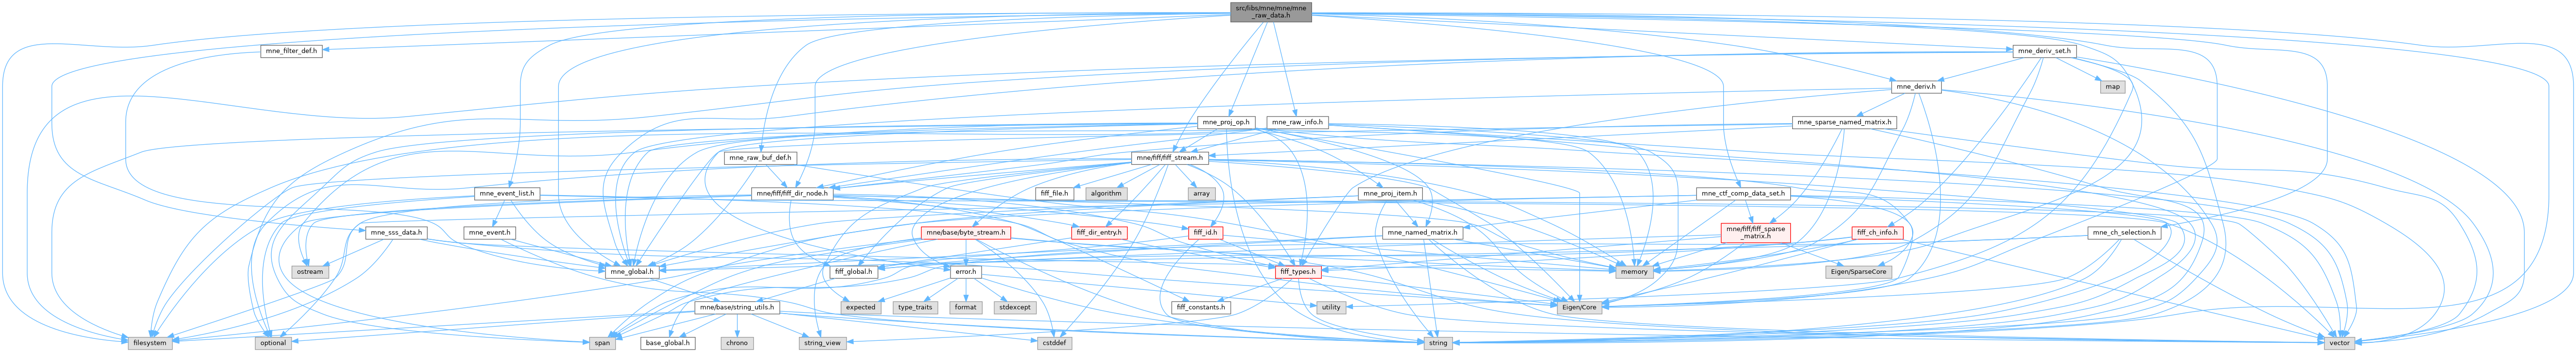 src/libs/mne/mne/mne
_raw_data.h
mne_filter_def.h
mne_deriv_set.h
mne_deriv.h
map
mne_proj_op.h
mne_raw_info.h
mne_sparse_named_matrix.h
mne_raw_buf_def.h
mne/fiff/fiff_stream.h
mne_event_list.h
mne/fiff/fiff_dir_node.h
fiff_file.h
algorithm
array
mne_proj_item.h
mne_ctf_comp_data_set.h
mne_sss_data.h
mne_event.h
mne/base/byte_stream.h
fiff_dir_entry.h
fiff_id.h
mne_named_matrix.h
mne/fiff/fiff_sparse
_matrix.h
fiff_ch_info.h
mne_ch_selection.h
ostream
mne_global.h
fiff_global.h
error.h
fiff_types.h
memory
Eigen/SparseCore
mne/base/string_utils.h
expected
type_traits
format
stdexcept
fiff_constants.h
utility
Eigen/Core
filesystem
optional
span
base_global.h
chrono
string_view
cstddef
string
vector